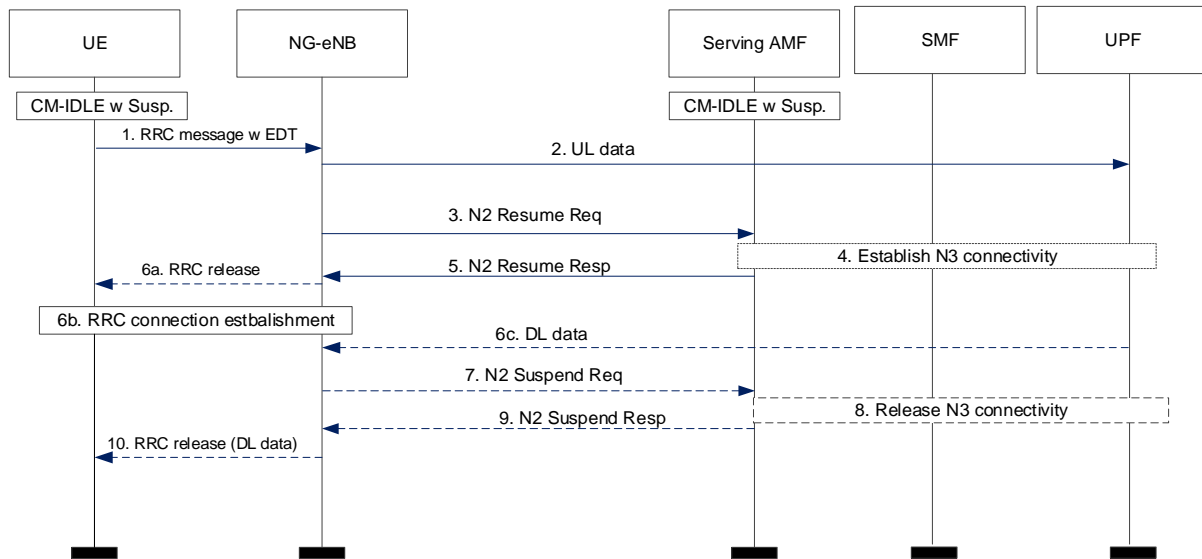 UE
NG-eNB
Serving AMF
SMF
UPF
CM-IDLE w Susp.
CM-IDLE w Susp.
1. RRC message w EDT
2. UL data
3. N2 Resume Req
4. Establish N3 connectivity
5. N2 Resume Resp
6a. RRC release
6b. RRC connection estbalishment
6c. DL data
7. N2 Suspend Req
8. Release N3 connectivity
9. N2 Suspend Resp
10. RRC release (DL data)